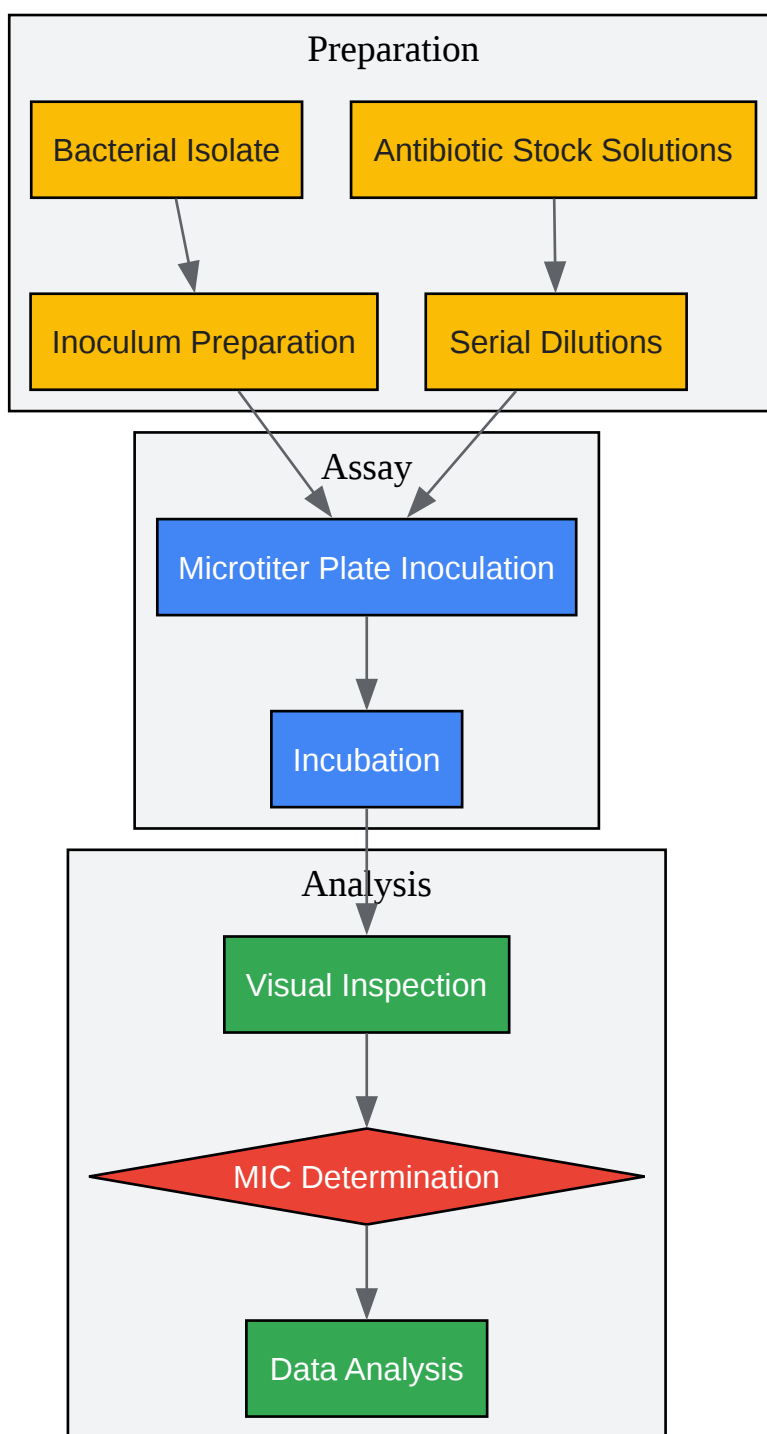 Preparation
Bacterial Isolate
Antibiotic Stock Solutions
Inoculum Preparation
Serial Dilutions
Assay
Microtiter Plate Inoculation
Incubation
Analysis
Visual Inspection
MIC Determination
Data Analysis